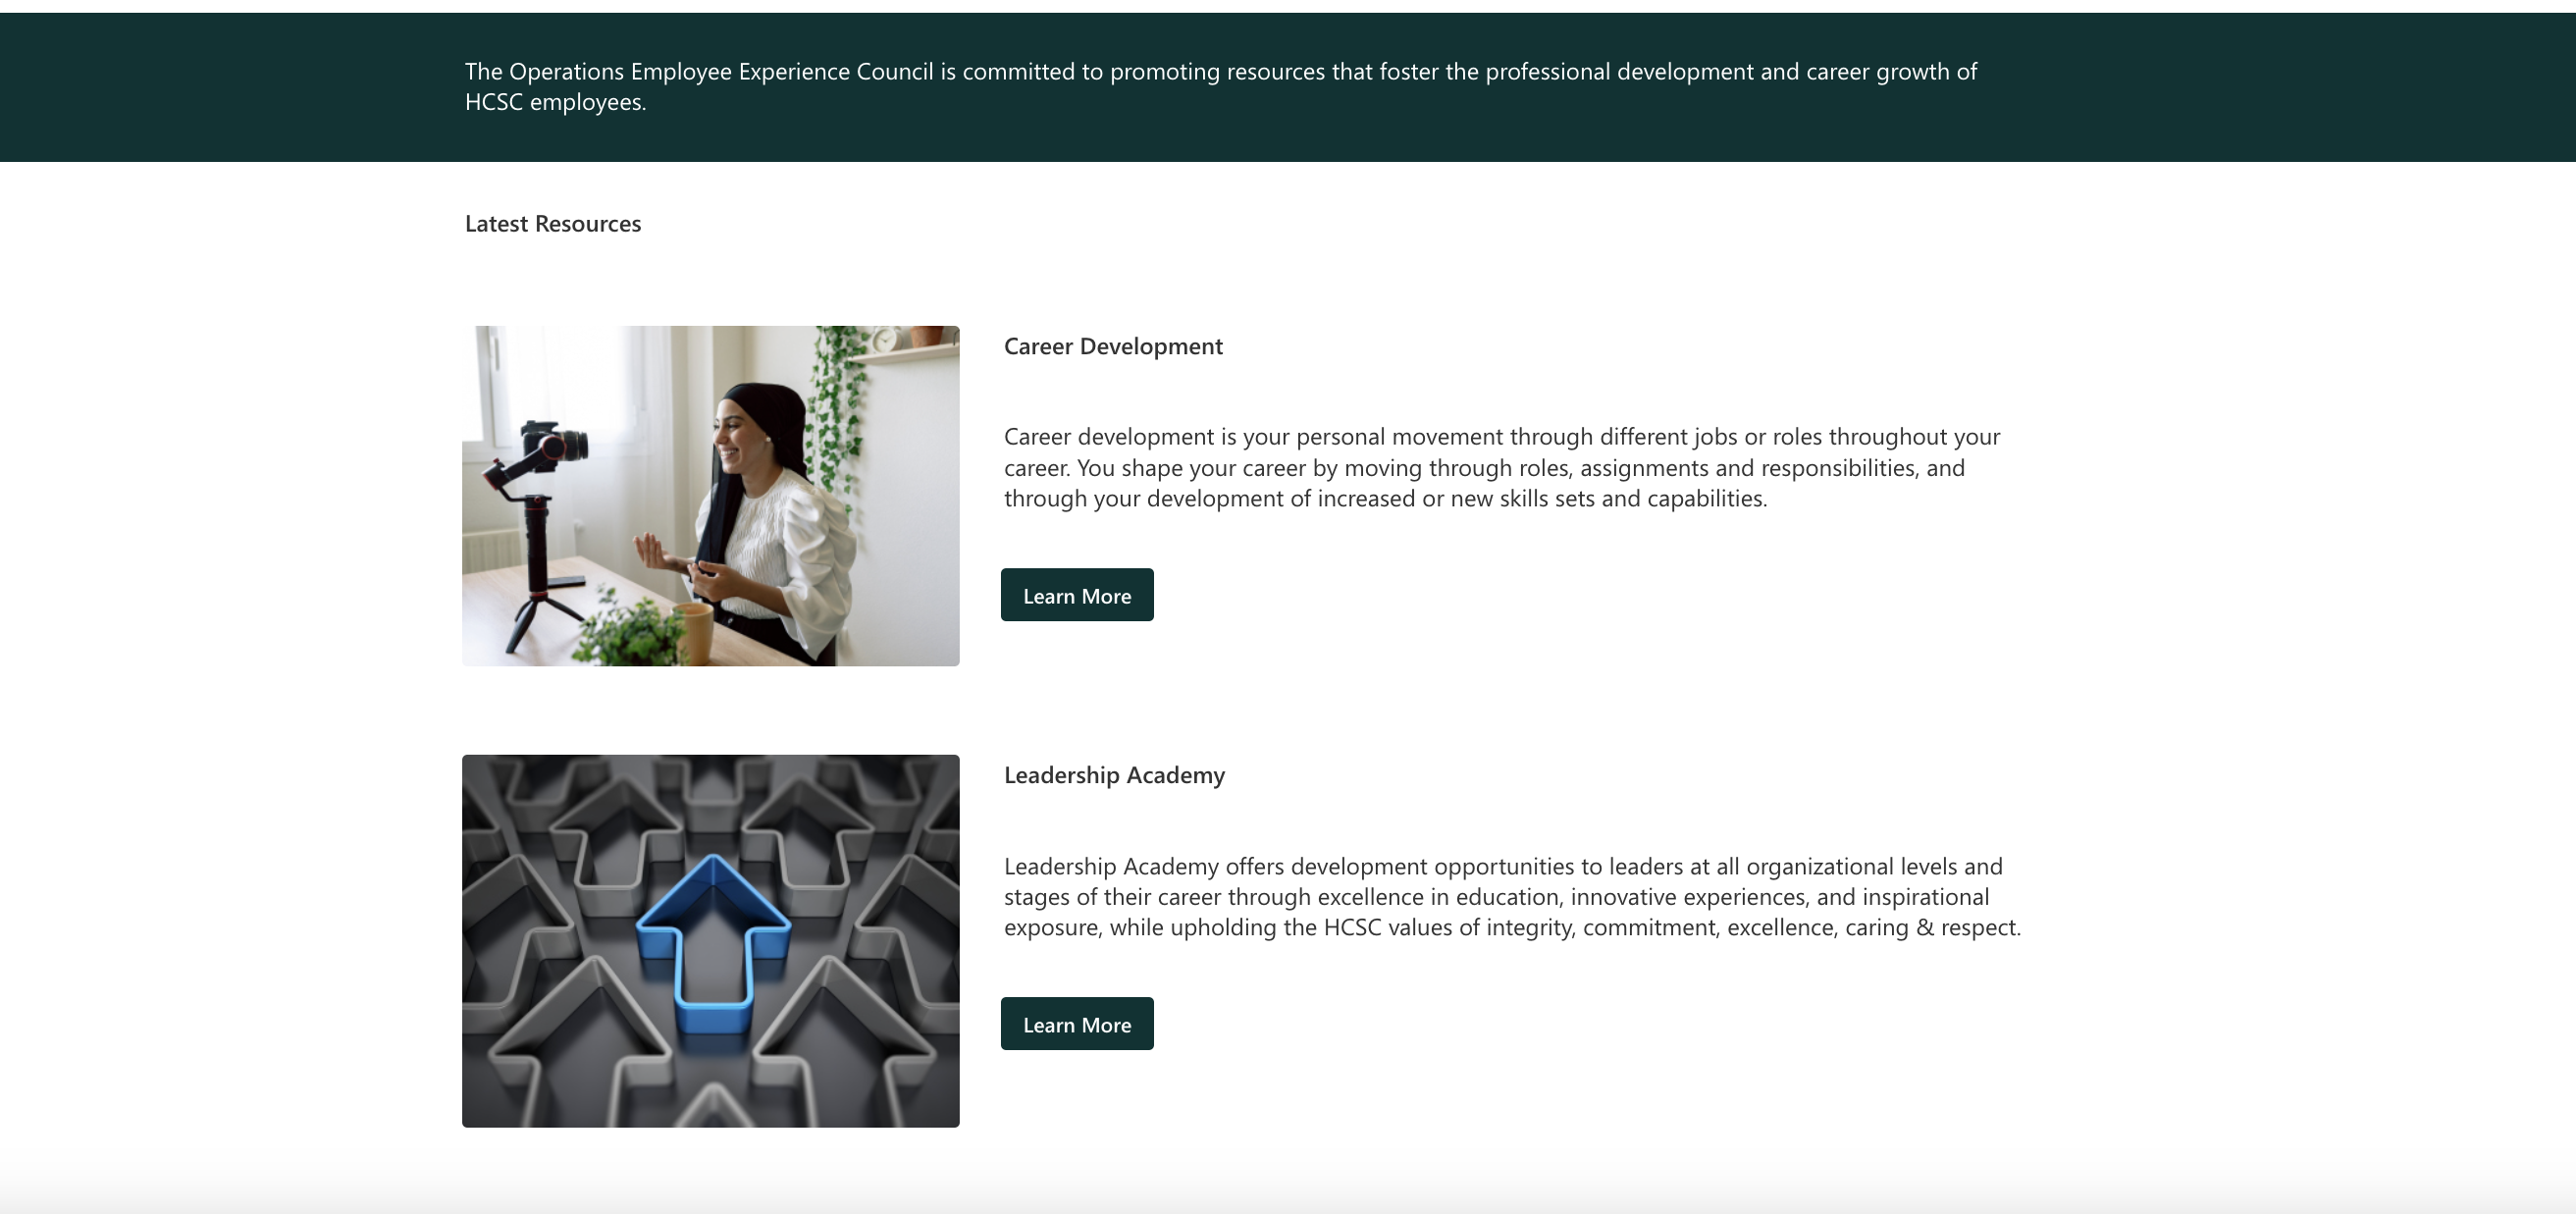 The Operations Employee Experience Council is committed to promoting resources that foster the professional development and career growth of
HCSC employees.
Latest Resources
Career Development
Career development is your personal movement through different jobs or roles throughout your
career. You shape your career by moving through roles, assignments and responsibilities, and
through your development of increased or new skills sets and capabilities.
Learn More
Leadership Academy
Leadership Academy offers development opportunities to leaders at all organizational levels and
stages of their career through excellence in education, innovative experiences, and inspirational
exposure, while upholding the HCSC values of integrity, commitment, excellence, caring & respect.
Learn More